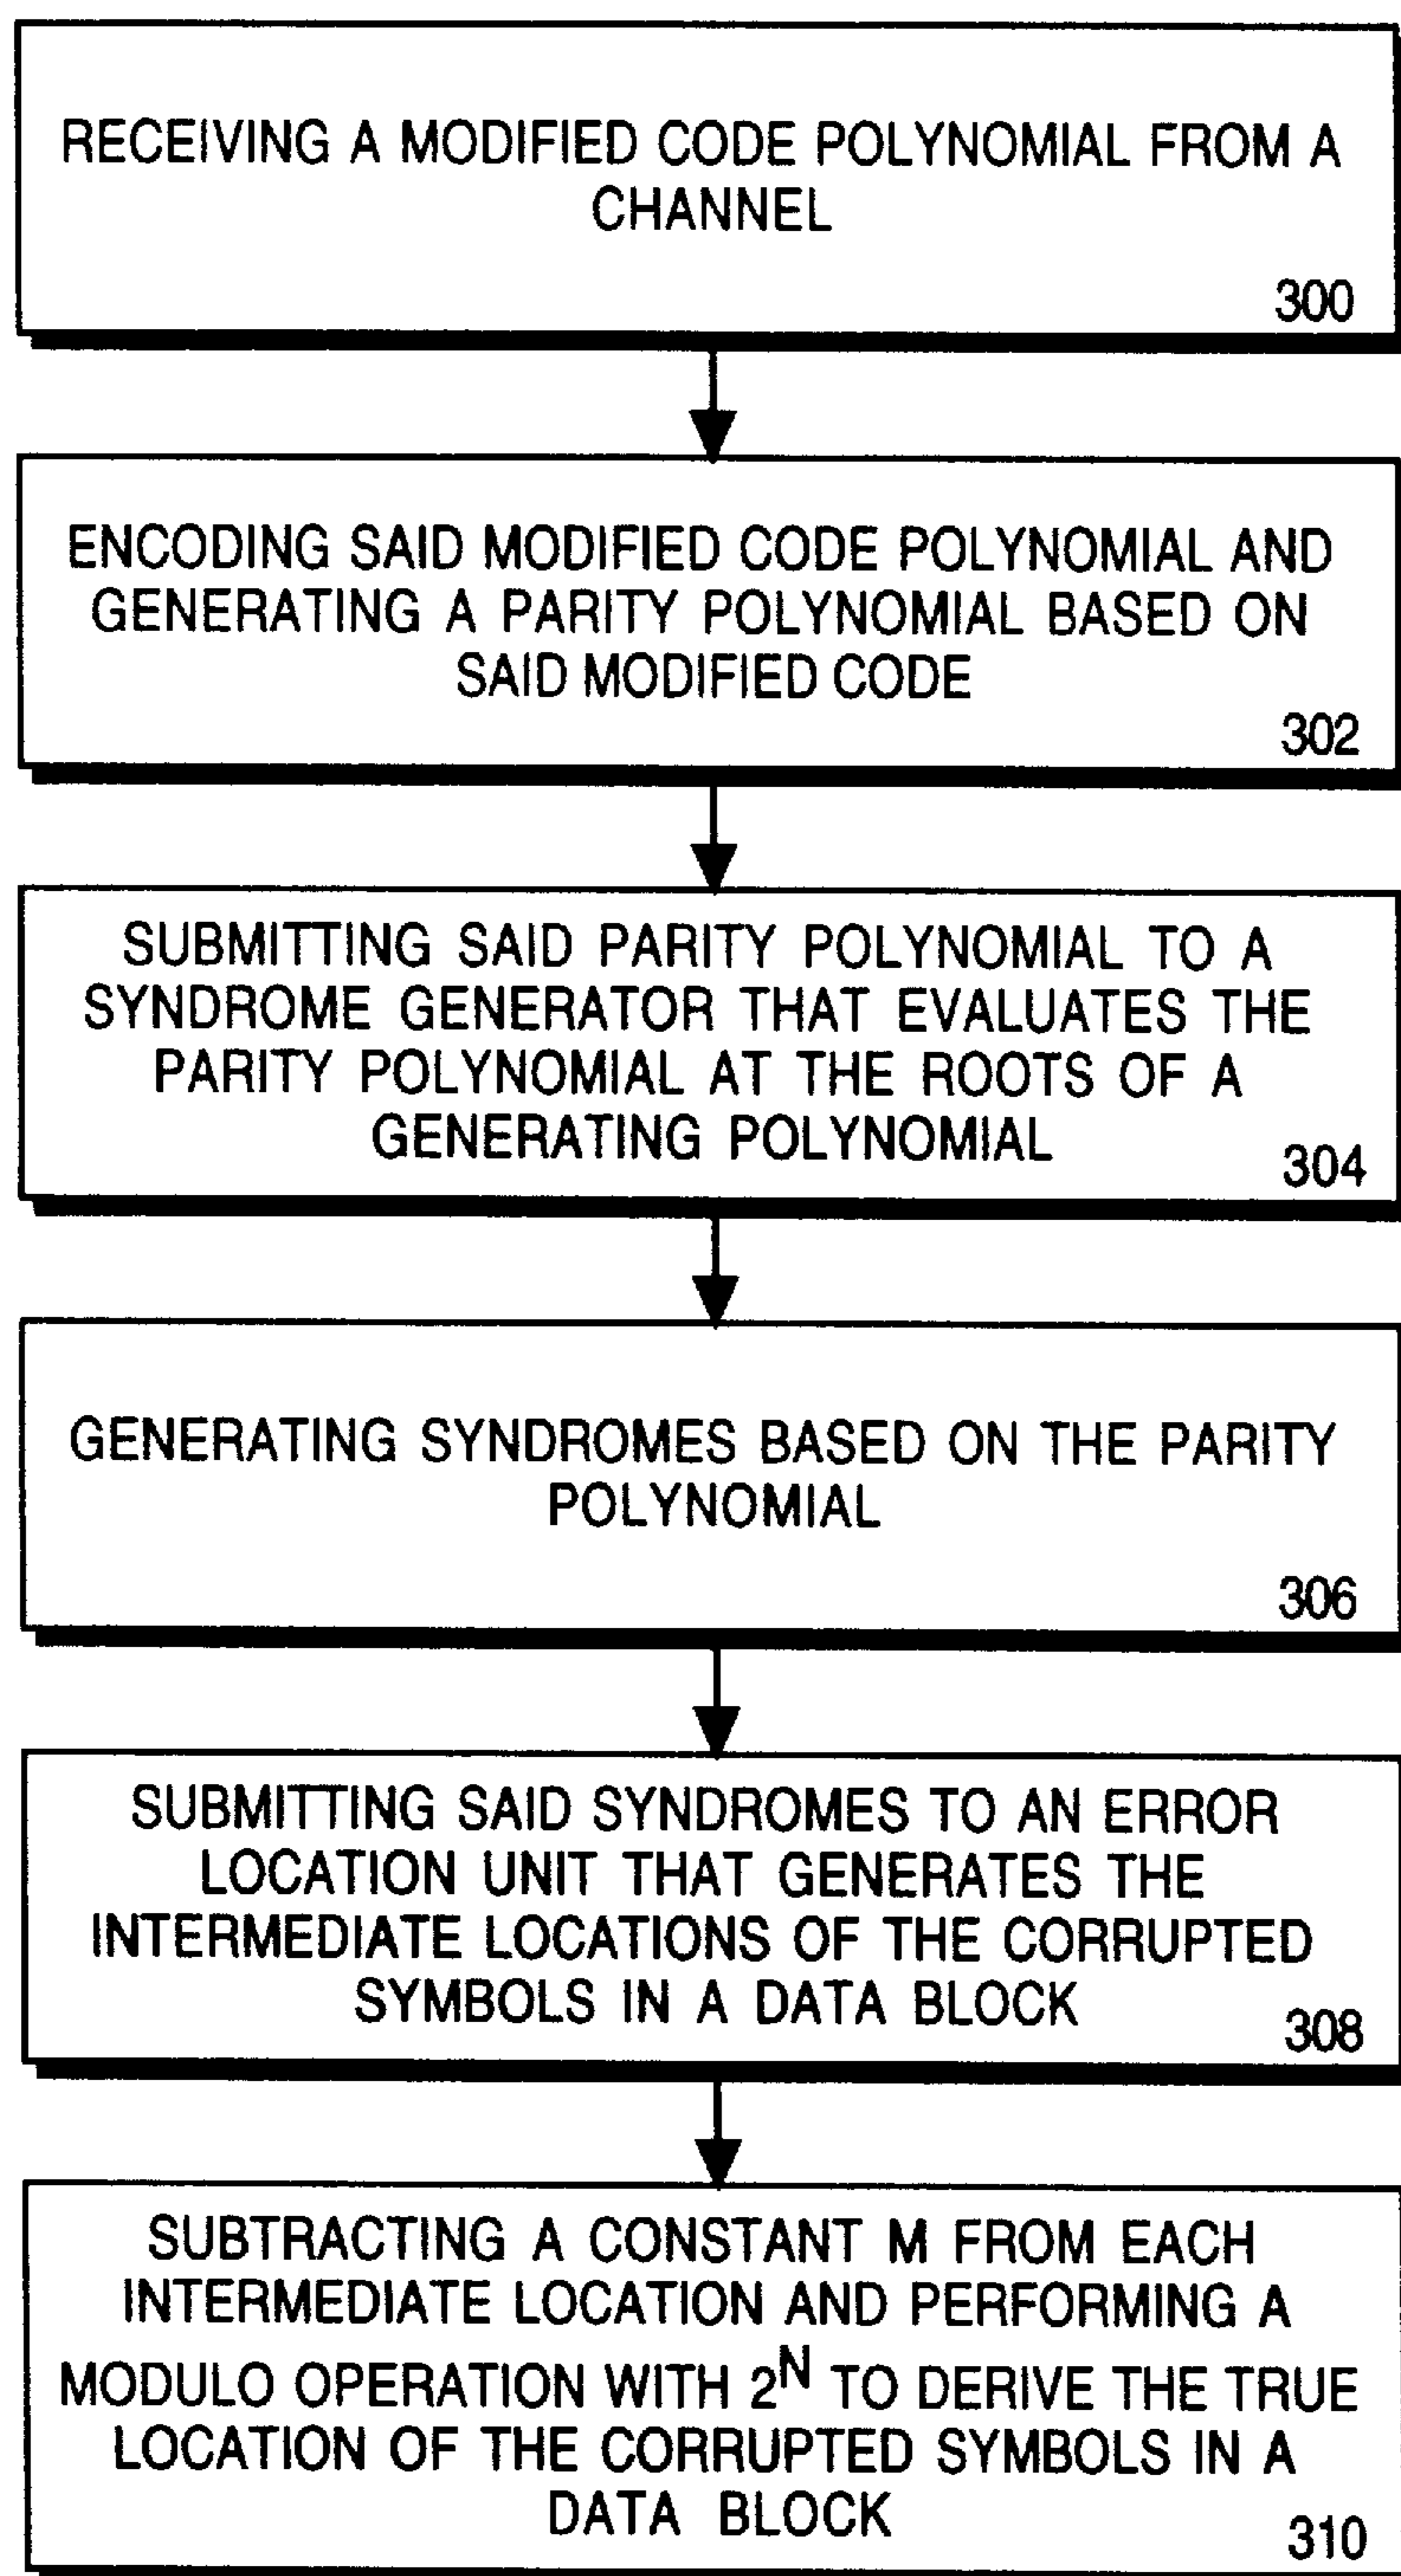 RECEIVING A MODIFIED CODE POLYNOMIAL FROM A
CHANNEL
300
ENCODING SAID MODIFIED CODE POLYNOMIAL AND
GENERATING A PARITY POLYNOMIAL BASED ON
SAID MODIFIED CODE
302
SUBMITTING SAID PARITY POLYNOMIAL TO A
SYNDROME GENERATOR THAT EVALUATES THE
PARITY POLYNOMIAL AT THE ROOTS OF A
GENERATING POLYNOMIAL
304
GENERATING SYNDROMES BASED ON THE PARITY
POLYNOMIAL
306
SUBMITTING SAID SYNDROMES TO AN ERROR
LOCATION UNIT THAT GENERATES THE
INTERMEDIATE LOCATIONS OF THE CORRUPTED
SYMBOLS IN A DATA BLOCK
308
SUBTRACTING A CONSTANT M FROM EACH
INTERMEDIATE LOCATION AND PERFORMING A
MODULO OPERATION WITH 2^N TO DERIVE THE TRUE
LOCATION OF THE CORRUPTED SYMBOLS IN A
DATA BLOCK
310